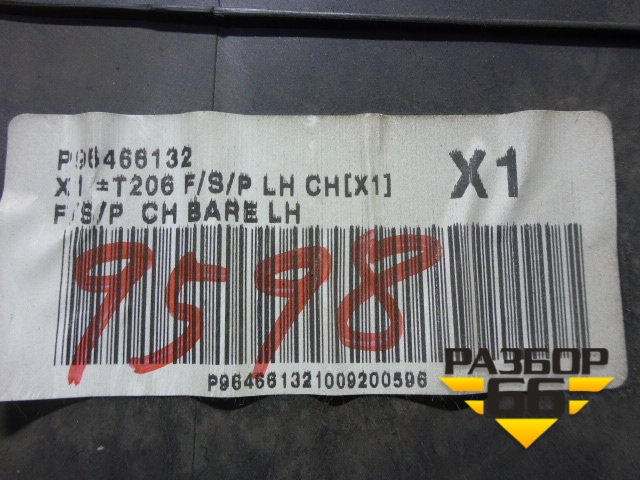 P96466132
X1
X1 ±T206 F/S/P LH CH[X1]
F/S/P CH BARE LH
9598
P964661321009200596
РАЗБОР
66